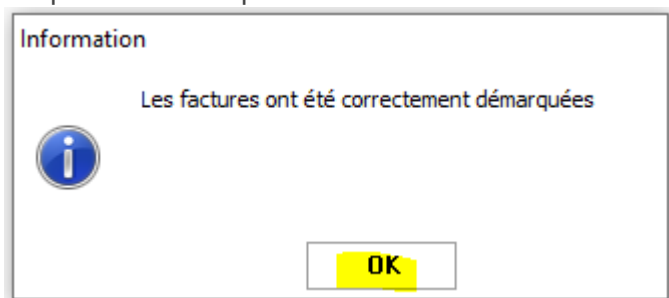 Information
Les factures ont été correctement démarquées
OK